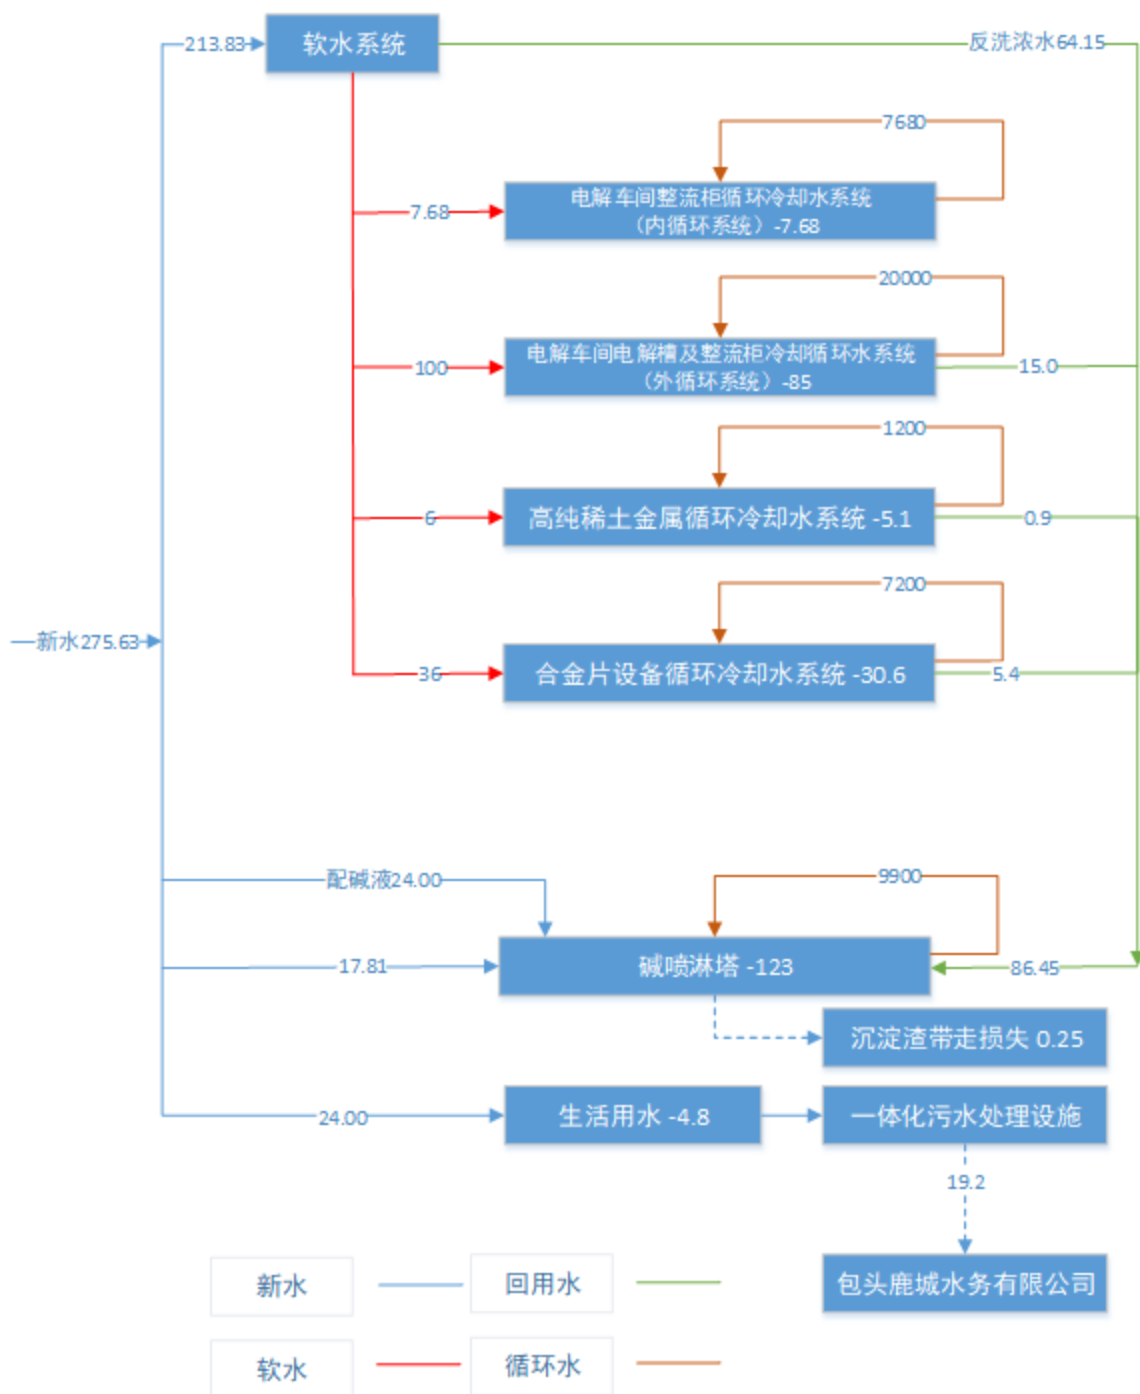 213.83
软水系统
反洗浓水64.15
7680
7.68
电解车间整流柜循环冷却水系统
（内循环系统）-7.68
20000
100
电解车间电解槽及整流柜冷却循环水系统
（外循环系统）-85
15.0
1200
6
高纯稀土金属循环冷却水系统 -5.1
0.9
7200
新水275.63
36
合金片设备循环冷却水系统 -30.6
5.4
配碱液24.00
9900
17.81
碱喷淋塔 -123
86.45
沉淀渣带走损失 0.25
24.00
生活用水 -4.8
一体化污水处理设施
19.2
新水
回用水
包头鹿城水务有限公司
软水
循环水